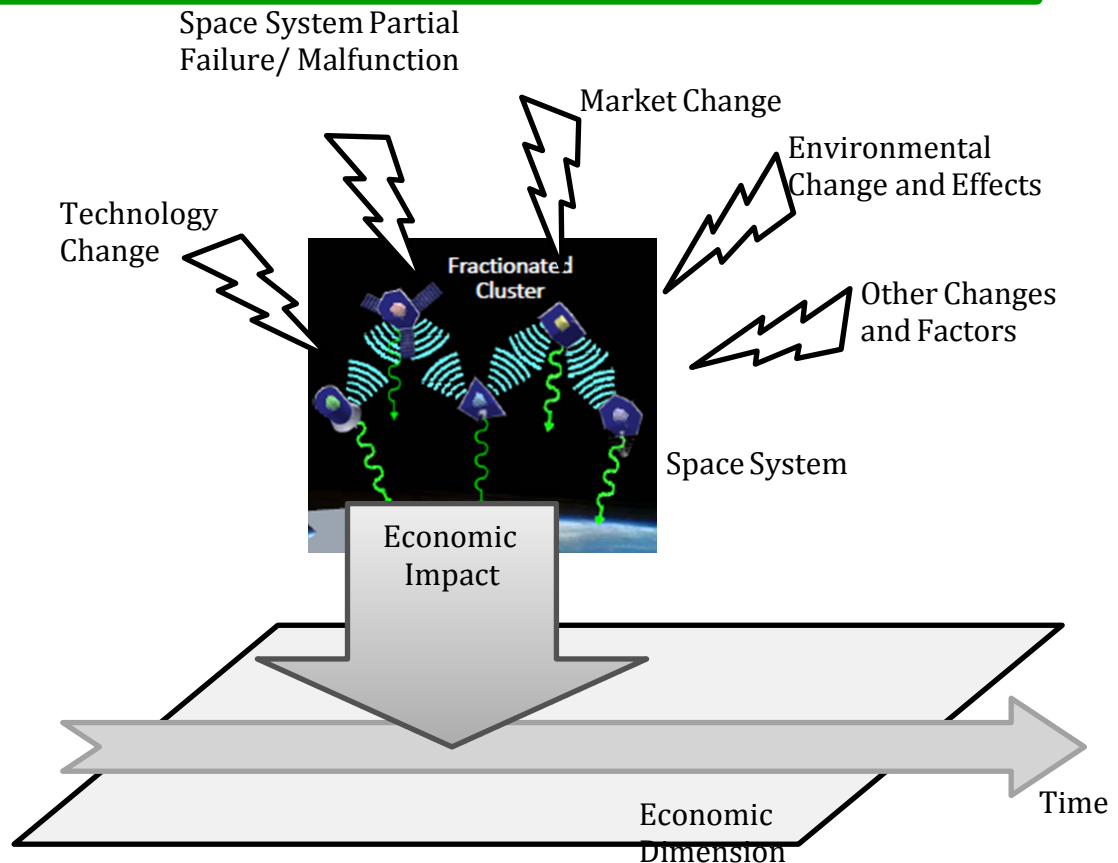 Space System Partial
Failure/ Malfunction
Market Change
Environmental
Change and Effects
Technology
Change
Fractionated
Cluster
Other Changes
and Factors
Space System
Economic
Impact
Time
Economic
Dimension